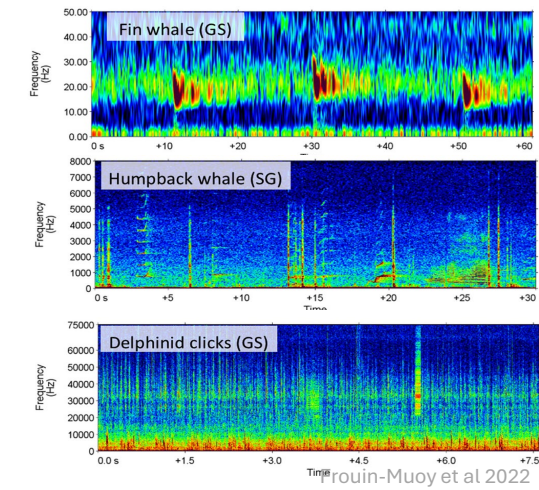 50.00
Fin whale (GS)
40.00
30.00
Frequency
(Hz)
20.00
10.00
0.00
0 s +10 +20 +40 +50 +60
8000
Humpback whale (SG)
7000
6000
5000
Frequency
(Hz)
4000
3000
2000
1000
0
0 s +5 +10 +15 +20 +25 +30
Time
75000
Delphinid clicks (GS)
60000
50000
Frequency
(Hz)
40000
30000
20000
10000
0
0.0 s +1.5 +3.0 +4.5 +6.0 +7.5
Time
Frouin-Muoy et al 2022